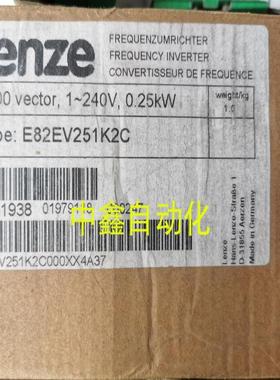 enze
FREQUENZUMRICHTER
FREQUENCY INVERTER
CONVERTISSEUR DE FREQUENCE
00 vector, 1~240V, 0.25kW
weight/kg
1.0
pe: E82EV251K2C
1938
中鑫自动化
V251K2C000XX4A37
Lenze
Hans-Lenze-Straße 1
D-31855 Aerzen
Made in Germany